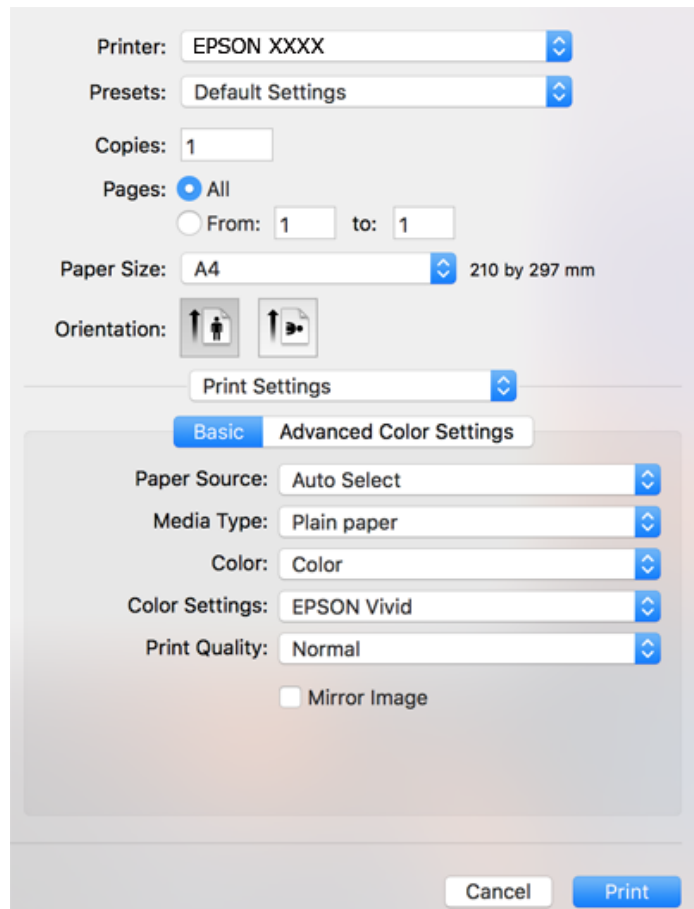 Printer: EPSON XXXX
Presets: Default Settings
Copies: 1
Pages: All
From: 1 to: 1
Paper Size: A4 210 by 297 mm
Orientation:
Print Settings
Basic Advanced Color Settings
Paper Source: Auto Select
Media Type: Plain paper
Color: Color
Color Settings: EPSON Vivid
Print Quality: Normal
Mirror Image
Cancel Print